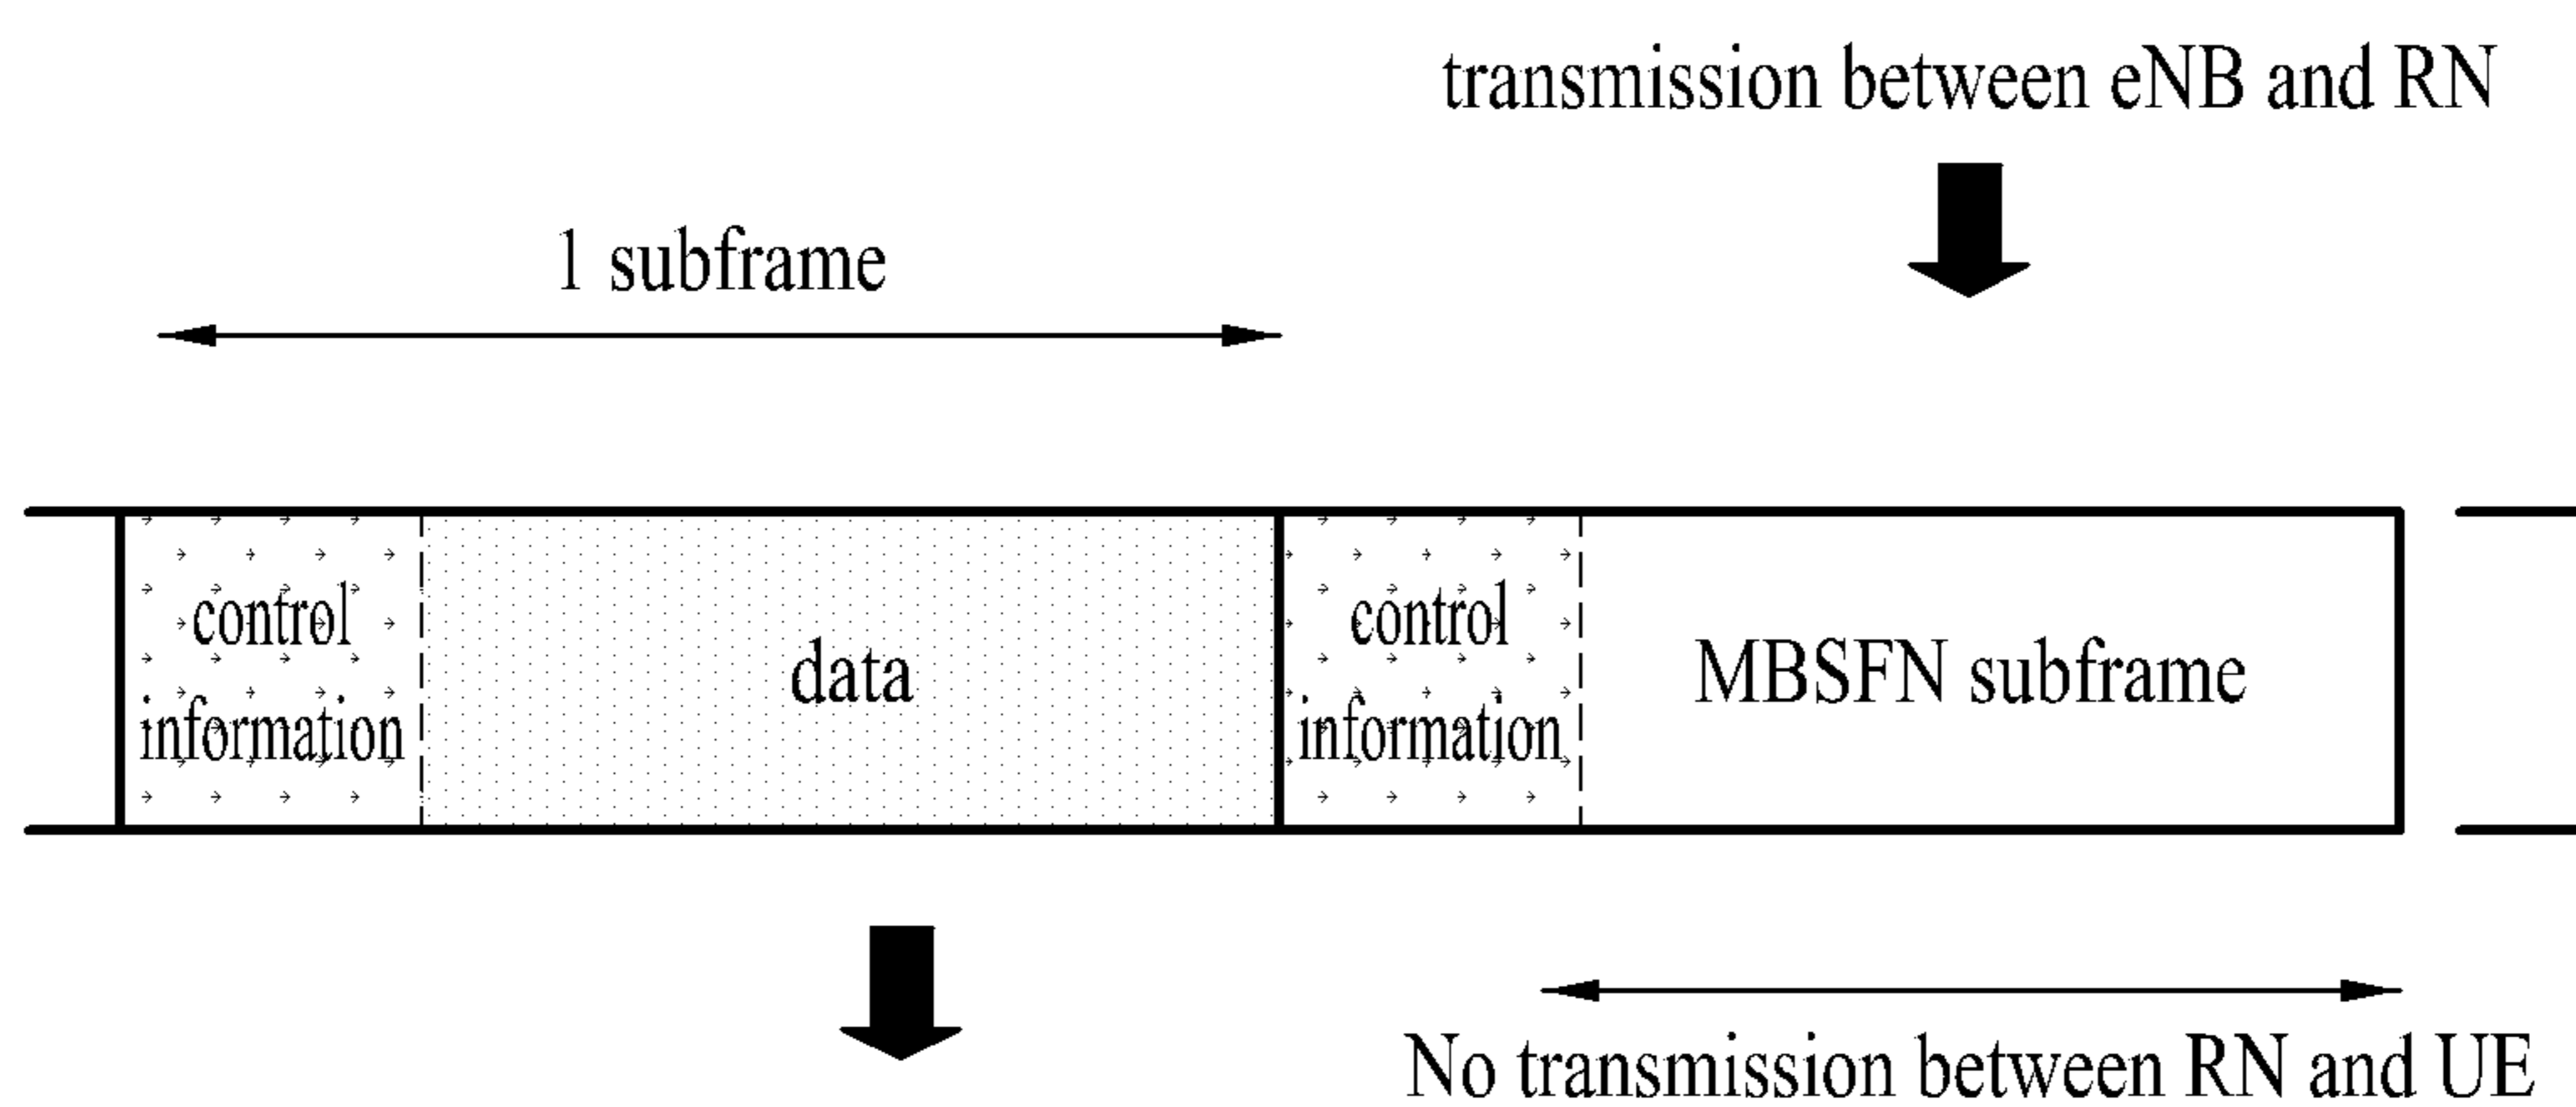 transmission between eNB and RN
1 subframe
control
information
data
control
information
MBSFN subframe
No transmission between RN and UE